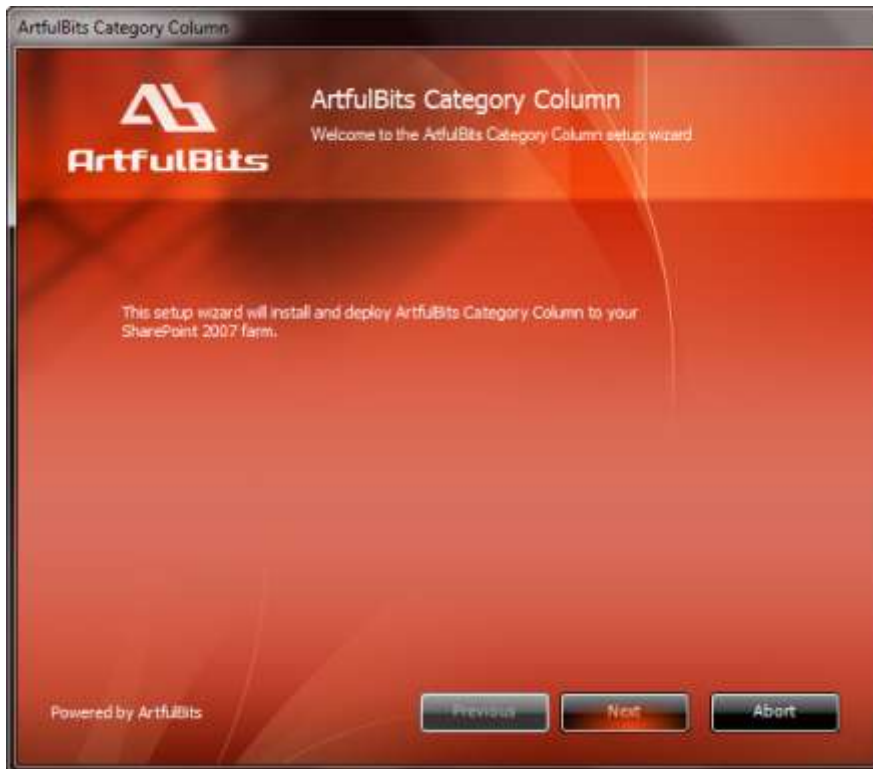 ArtfulBits Category Column
ArtfulBits
ArtfulBits Category Column
Welcome to the ArtfulBits Category Column setup wizard
This setup wizard will install and deploy ArtfulBits Category Column to your
SharePoint 2007 farm.
Powered by ArtfulBits
Previous
Next
Abort